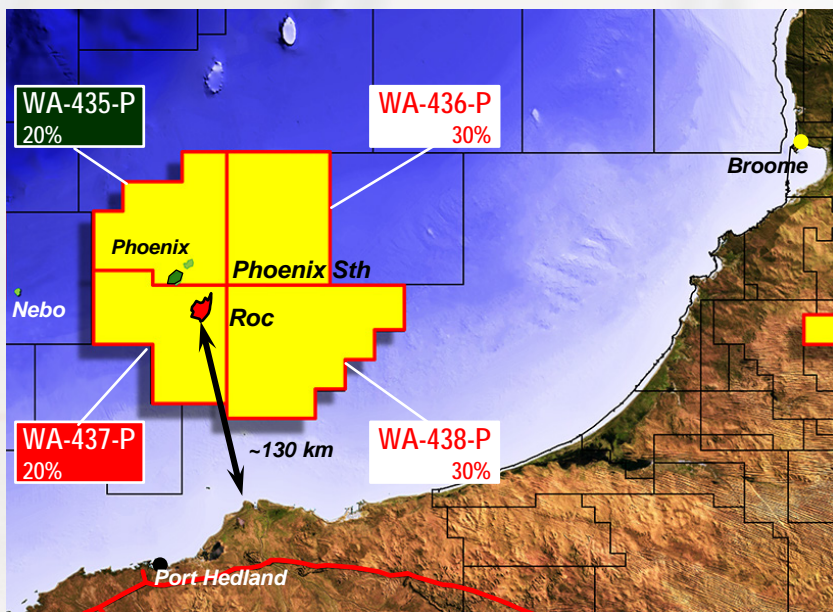 WA-435-P
20%
WA-436-P
30%
Broome
Phoenix
Phoenix Sth
Nebo
Roc
WA-437-P
20%
~130 km
WA-438-P
30%
Port Hedland